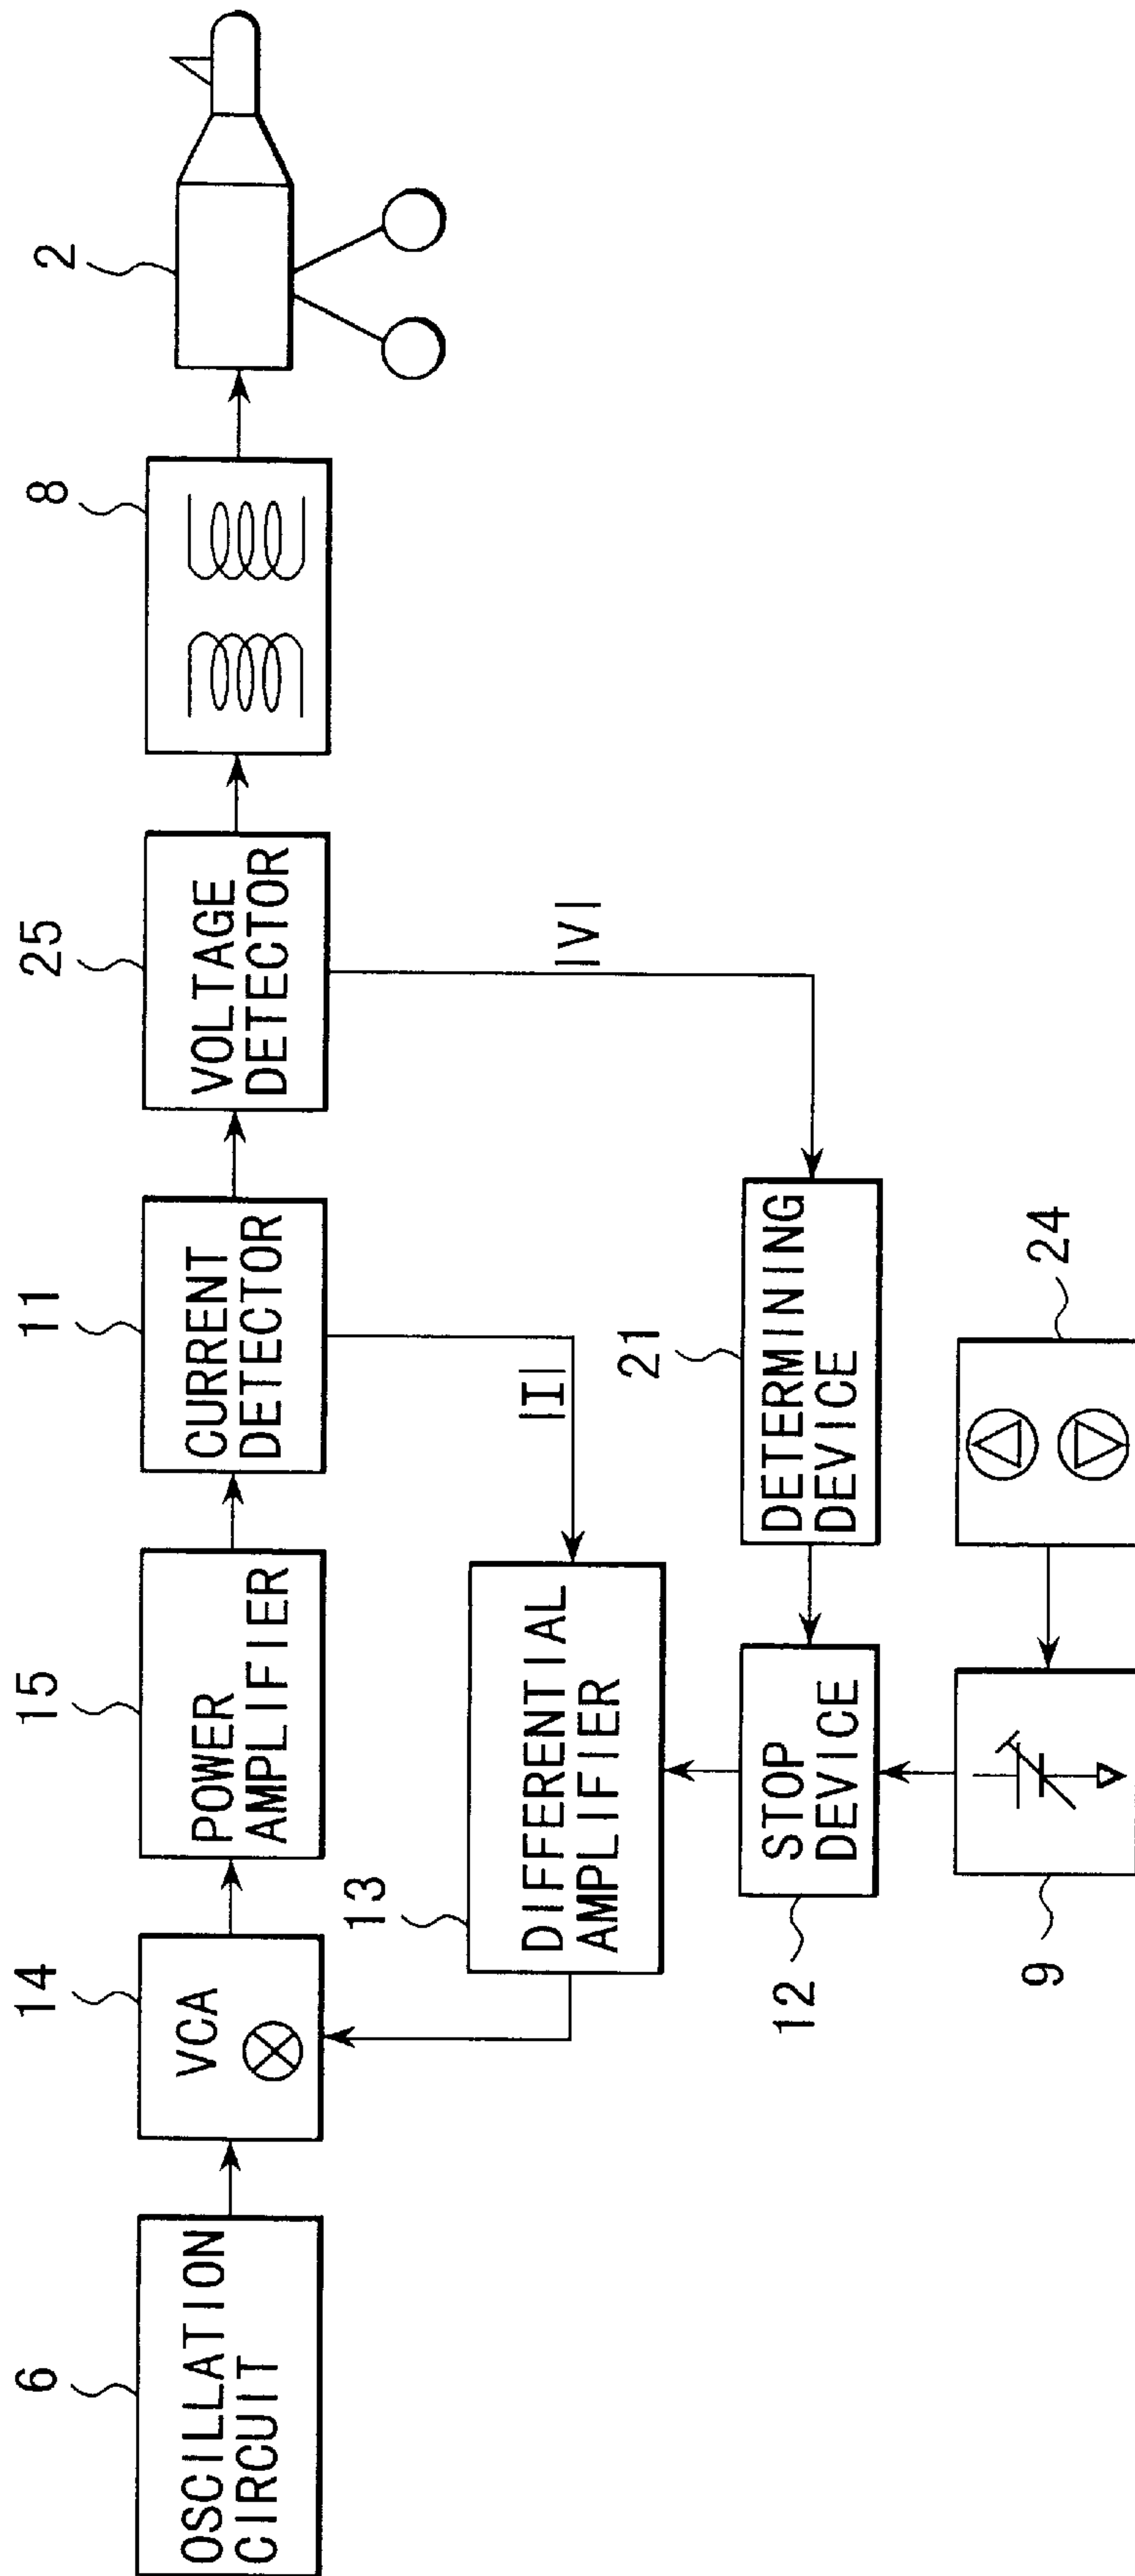 6
OSCILLATION
CIRCUIT
14
VCA
15
POWER
AMPLIFIER
11
CURRENT
DETECTOR
25
VOLTAGE
DETECTOR
8
2
|I|
|V|
13
DIFFERENTIAL
AMPLIFIER
12
STOP
DEVICE
21
DETERMINING
DEVICE
9
24